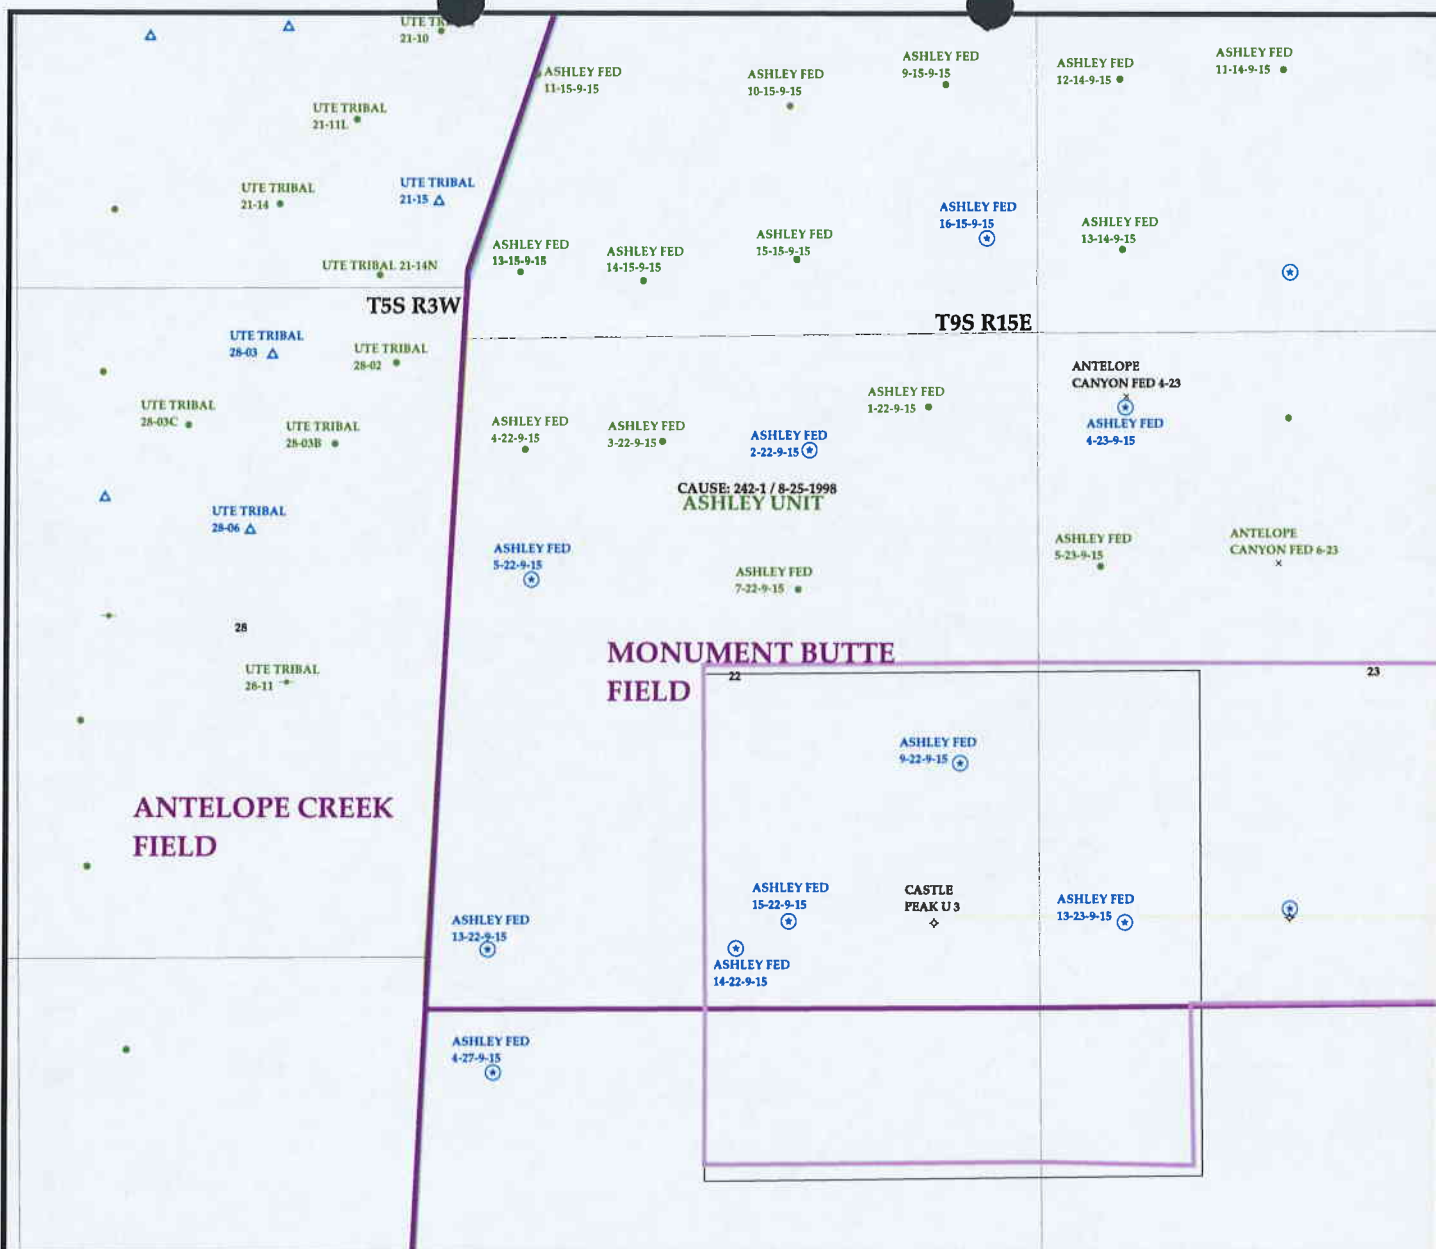 UTE TRIBAL
21-10
ASHLEY FED
11-15-9-15
ASHLEY FED
10-15-9-15
ASHLEY FED
9-15-9-15
ASHLEY FED
12-14-9-15
ASHLEY FED
11-14-9-15
UTE TRIBAL
21-11L
UTE TRIBAL
21-14
UTE TRIBAL
21-15
ASHLEY FED
13-15-9-15
ASHLEY FED
14-15-9-15
ASHLEY FED
15-15-9-15
ASHLEY FED
16-15-9-15
ASHLEY FED
13-14-9-15
UTE TRIBAL 21-14N
T5S R3W
T9S R15E
UTE TRIBAL
28-03
UTE TRIBAL
28-02
ANTELOPE
CANYON FED 4-23
ASHLEY FED
4-23-9-15
UTE TRIBAL
28-03C
UTE TRIBAL
28-03B
ASHLEY FED
4-22-9-15
ASHLEY FED
3-22-9-15
ASHLEY FED
2-22-9-15
ASHLEY FED
1-22-9-15
CAUSE: 242-1 / 8-25-1998
ASHLEY UNIT
UTE TRIBAL
28-06
ASHLEY FED
5-22-9-15
ASHLEY FED
7-22-9-15
ASHLEY FED
5-23-9-15
ANTELOPE
CANYON FED 6-23
28
UTE TRIBAL
28-11
MONUMENT BUTTE
FIELD
22
23
ASHLEY FED
9-22-9-15
ANTELOPE CREEK
FIELD
ASHLEY FED
15-22-9-15
CASTLE
PEAK U 3
ASHLEY FED
13-23-9-15
ASHLEY FED
13-22-9-15
ASHLEY FED
14-22-9-15
ASHLEY FED
4-27-9-15